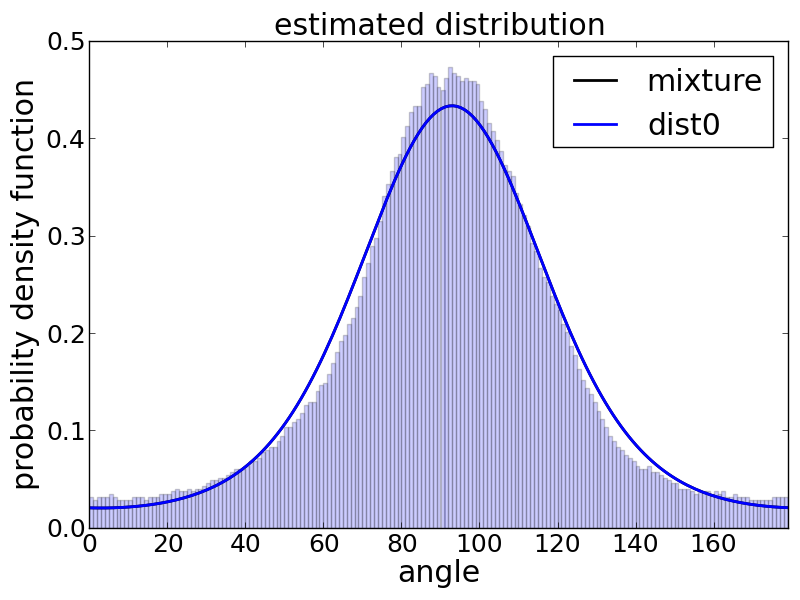 estimated distribution
probability density function
0.5
0.4
0.3
0.2
0.1
0.0
mixture
dist0
0 20 40 60 80 100 120 140 160
angle